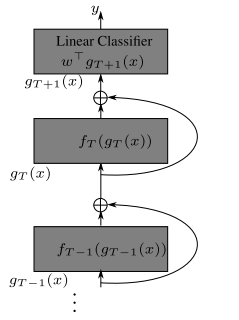 y
Linear Classifier
w⊤g_{T+1}(x)
g_{T+1}(x)
f_T(g_T(x))
g_T(x)
f_{T−1}(g_{T−1}(x))
g_{T−1}(x)